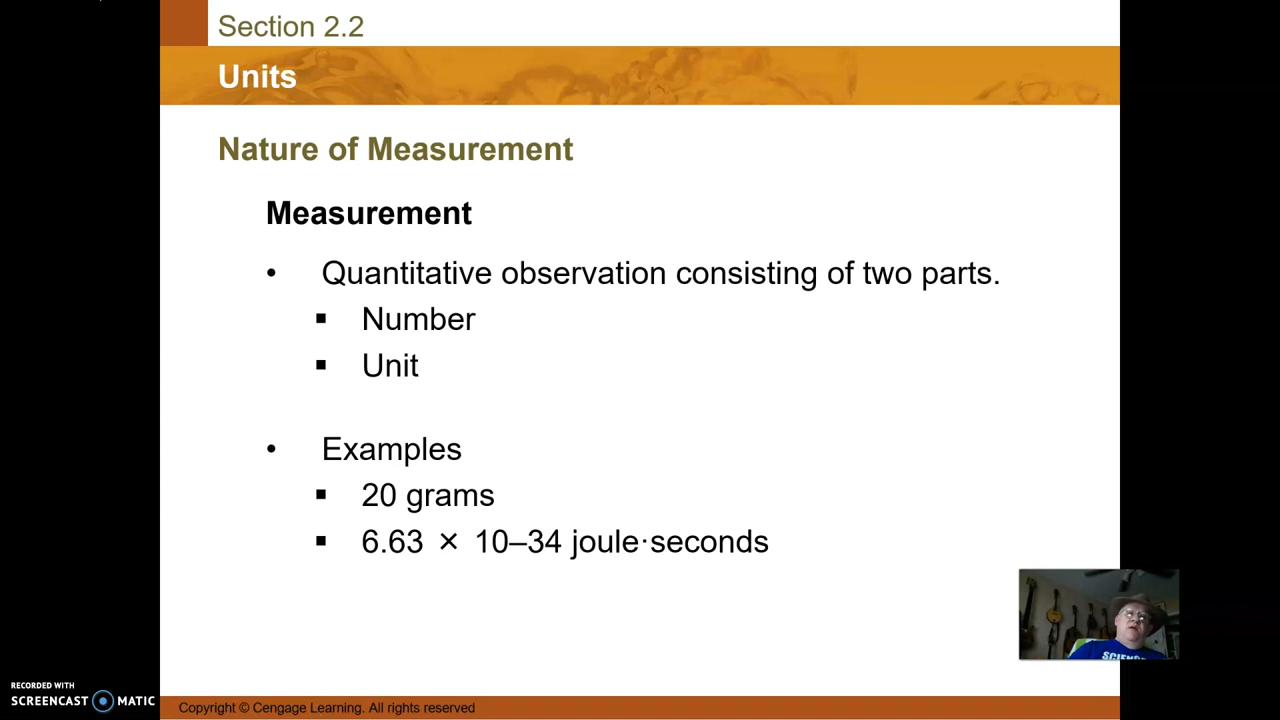 Section 2.2
Units
Nature of Measurement
Measurement
• Quantitative observation consisting of two parts.
▪ Number
▪ Unit
• Examples
▪ 20 grams
▪ 6.63 × 10–34 joule·seconds
RECORDED WITH
SCREENCAST MATIC
Copyright © Cengage Learning. All rights reserved